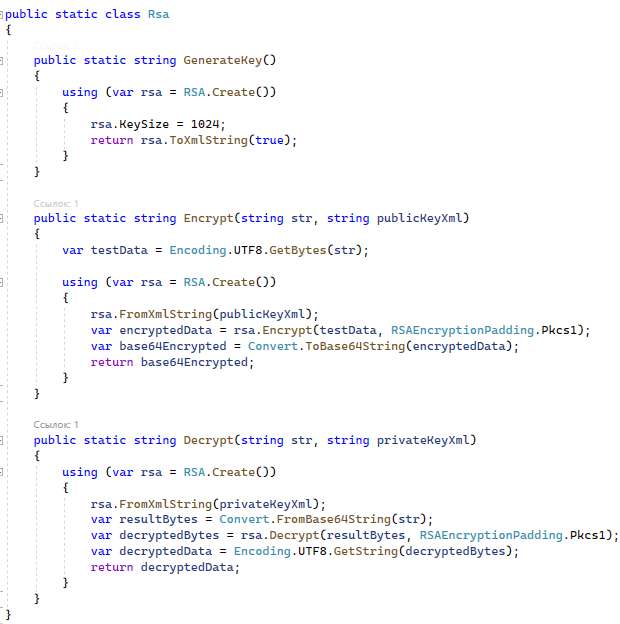 public static class Rsa
{
public static string GenerateKey()
{
using (var rsa = RSA.Create())
{
rsa.KeySize = 1024;
return rsa.ToXmlString(true);
}
}
Ссылок: 1
public static string Encrypt(string str, string publicKeyXml)
{
var testData = Encoding.UTF8.GetBytes(str);
using (var rsa = RSA.Create())
{
rsa.FromXmlString(publicKeyXml);
var encryptedData = rsa.Encrypt(testData, RSAEncryptionPadding.Pkcs1);
var base64Encrypted = Convert.ToBase64String(encryptedData);
return base64Encrypted;
}
}
Ссылок: 1
public static string Decrypt(string str, string privateKeyXml)
{
using (var rsa = RSA.Create())
{
rsa.FromXmlString(privateKeyXml);
var resultBytes = Convert.FromBase64String(str);
var decryptedBytes = rsa.Decrypt(resultBytes, RSAEncryptionPadding.Pkcs1);
var decryptedData = Encoding.UTF8.GetString(decryptedBytes);
return decryptedData;
}
}
}